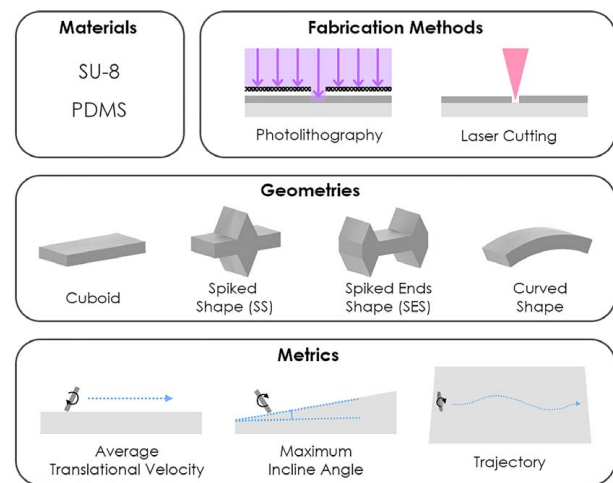 Materials
SU-8
PDMS
Fabrication Methods
Photolithography
Laser Cutting
Geometries
Cuboid
Spiked
Shape (SS)
Spiked Ends
Shape (SES)
Curved
Shape
Metrics
Average
Translational Velocity
Maximum
Incline Angle
Trajectory